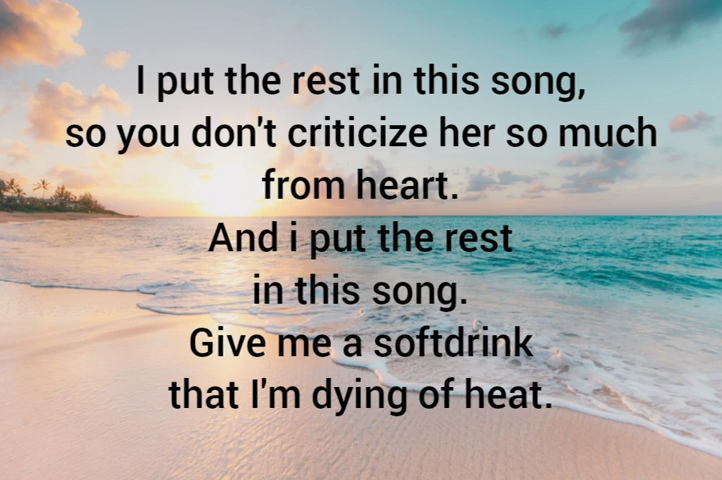 I put the rest in this song,
so you don't criticize her so much
from heart.
And i put the rest
in this song.
Give me a softdrink
that I'm dying of heat.